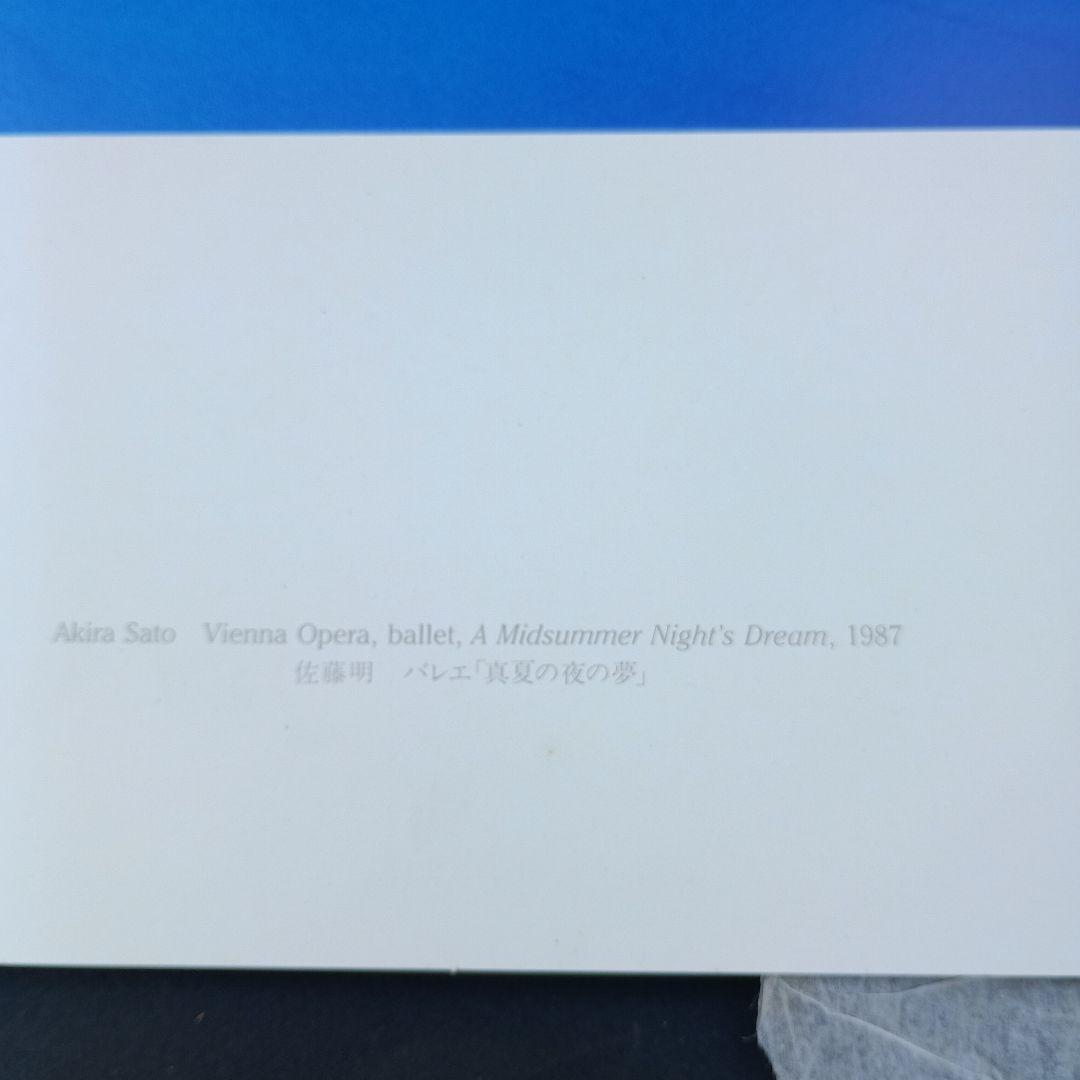 Akira Sato Vienna Opera, ballet, A Midsummer Night's Dream, 1987
佐藤明 バレエ「真夏の夜の夢」